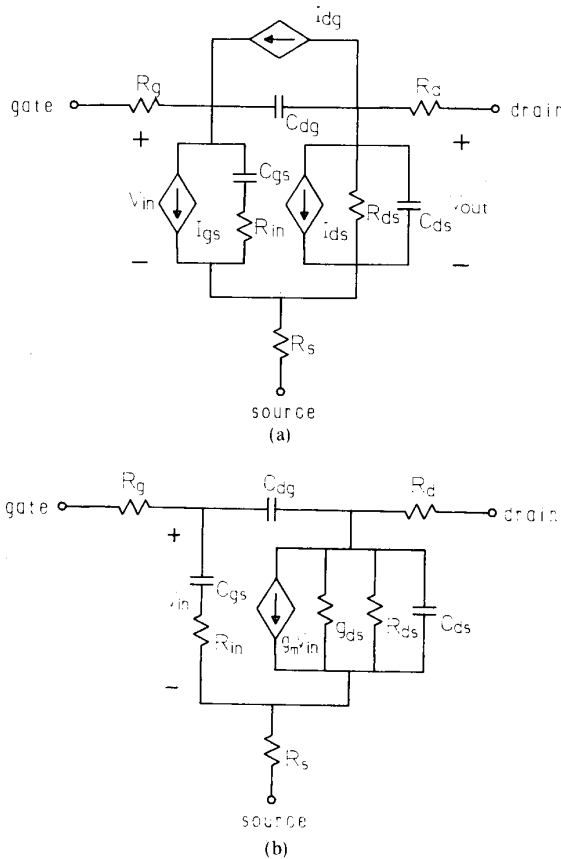 Idg
gate Rg Cdg Rd drain
+ +
Vin Igs Cgs Rin Ids Rds Cds Vout
− −
Rs
source
(a)
gate Rg Cdg Rd drain
+
Vin Cgs Rin gmVin gds Rds Cds
−
Rs
source
(b)